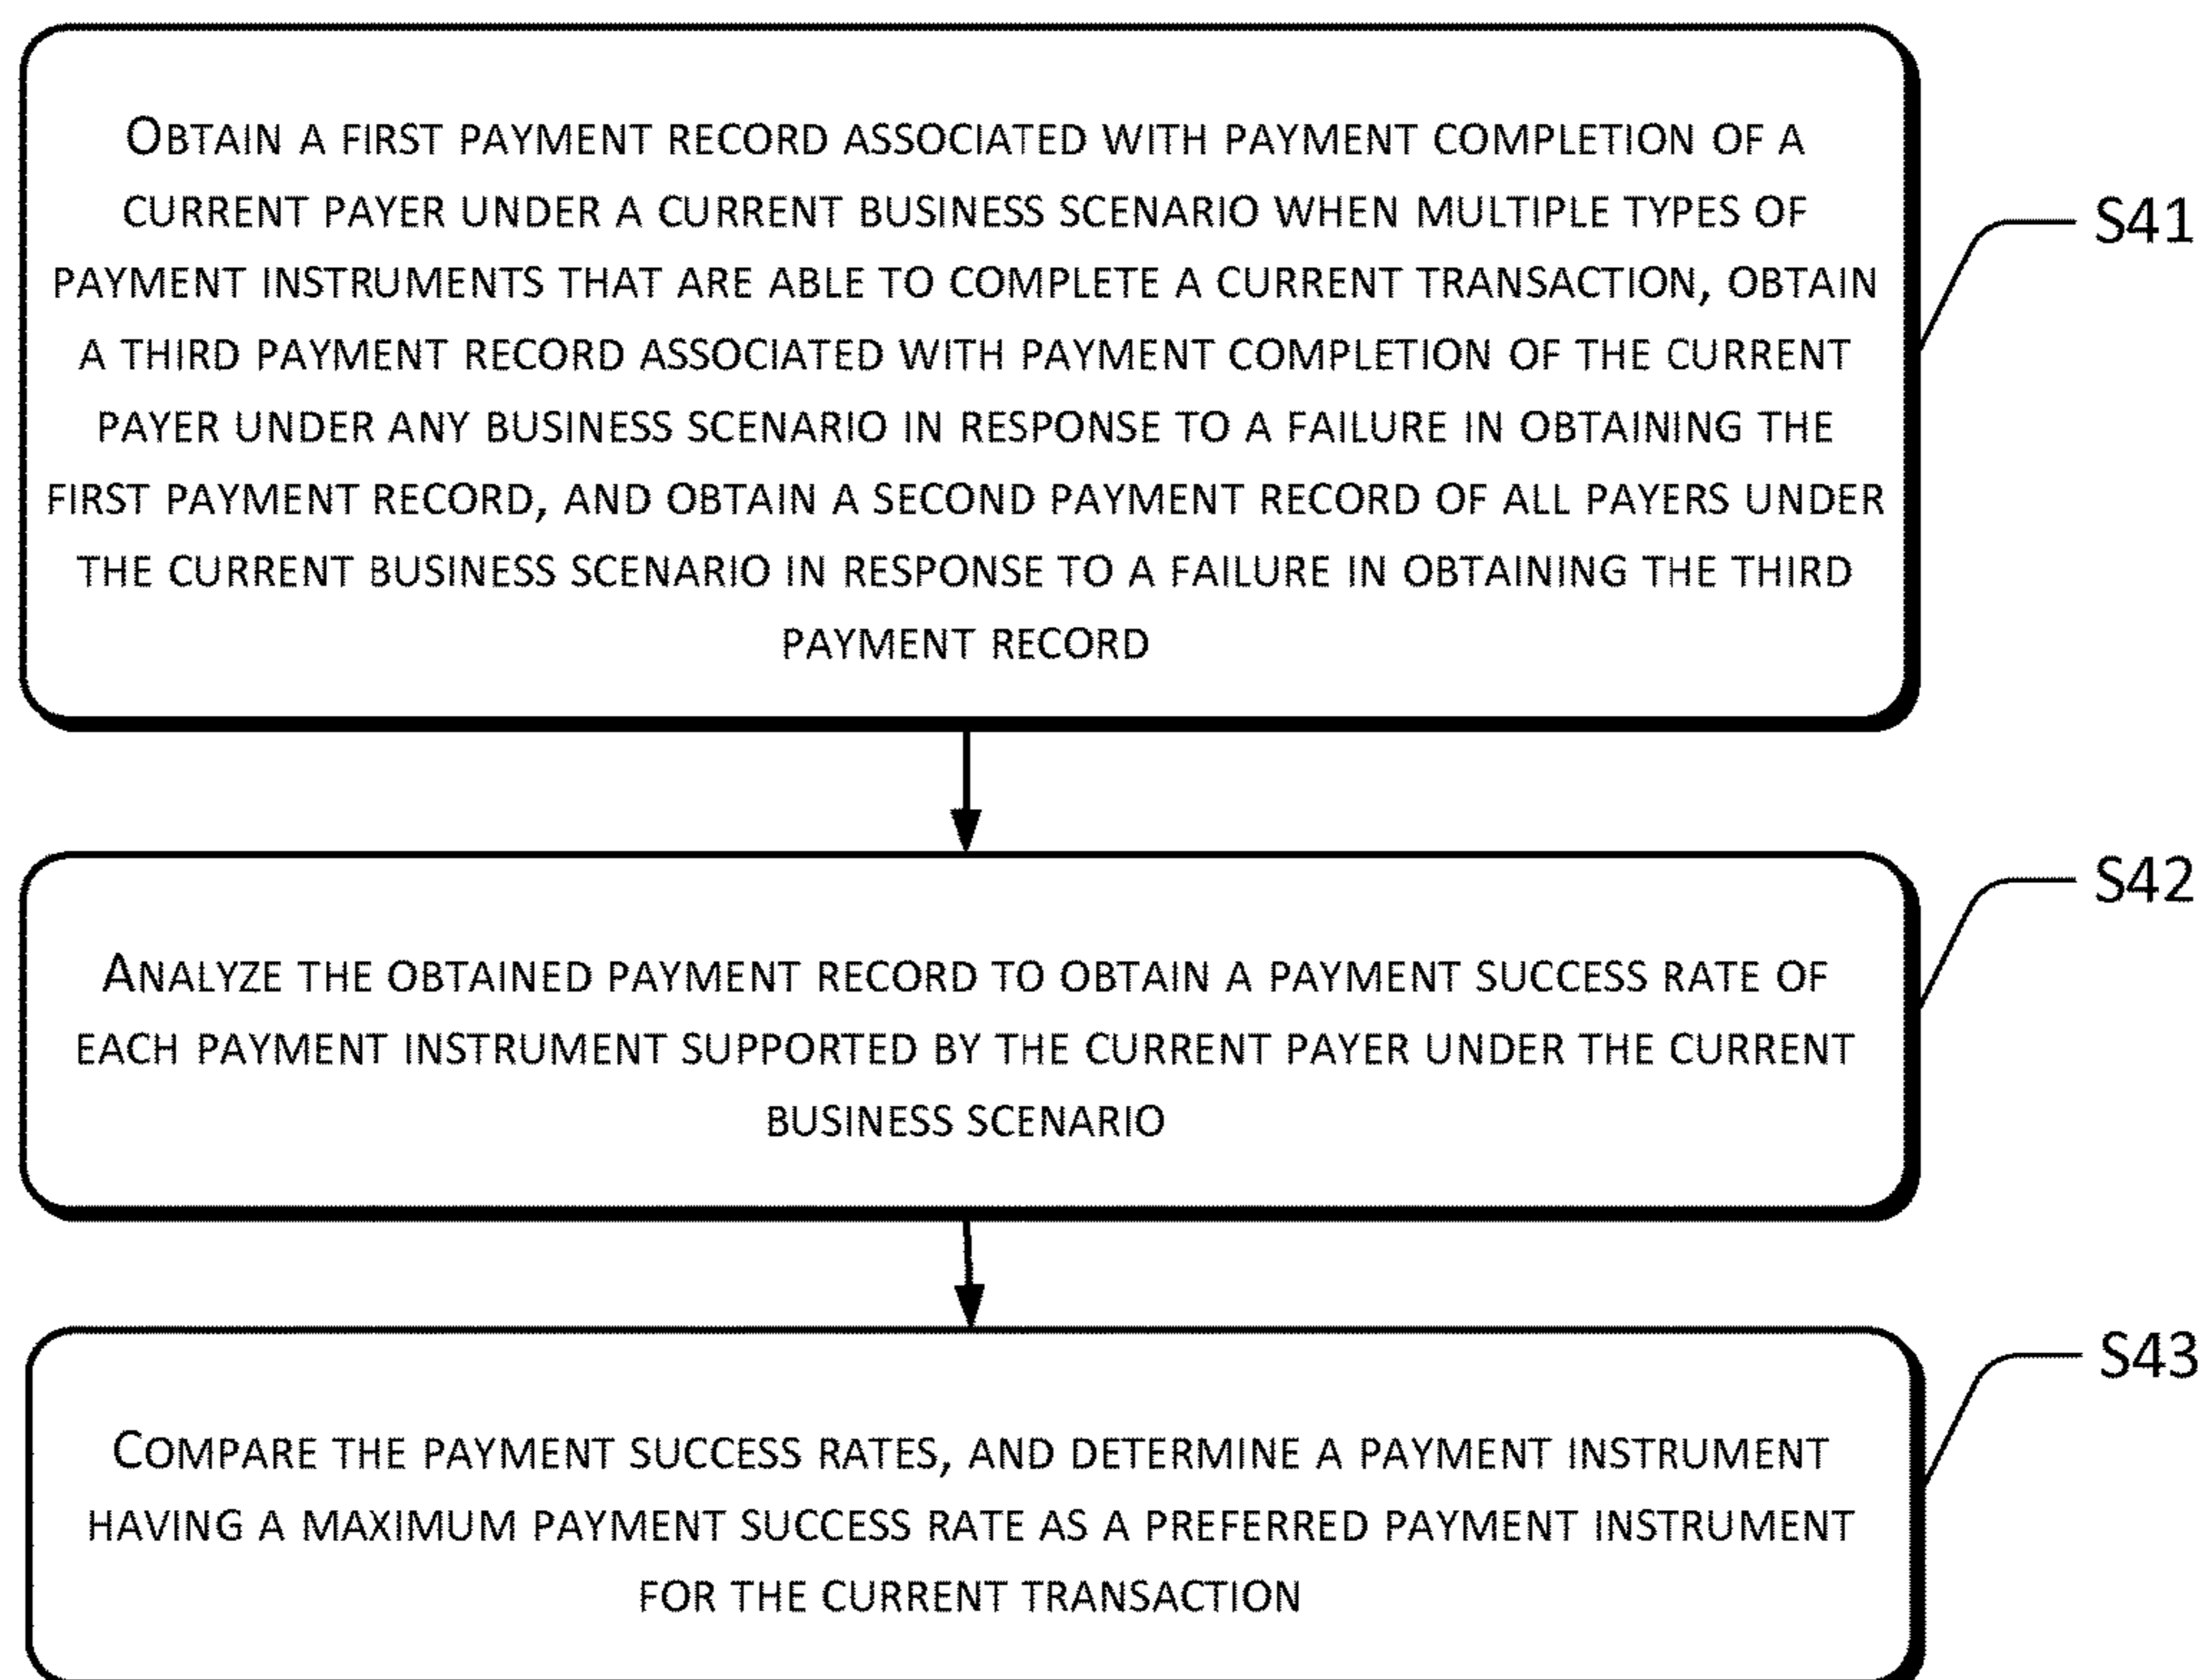 OBTAIN A FIRST PAYMENT RECORD ASSOCIATED WITH PAYMENT COMPLETION OF A
CURRENT PAYER UNDER A CURRENT BUSINESS SCENARIO WHEN MULTIPLE TYPES OF
PAYMENT INSTRUMENTS THAT ARE ABLE TO COMPLETE A CURRENT TRANSACTION, OBTAIN
A THIRD PAYMENT RECORD ASSOCIATED WITH PAYMENT COMPLETION OF THE CURRENT
PAYER UNDER ANY BUSINESS SCENARIO IN RESPONSE TO A FAILURE IN OBTAINING THE
FIRST PAYMENT RECORD, AND OBTAIN A SECOND PAYMENT RECORD OF ALL PAYERS UNDER
THE CURRENT BUSINESS SCENARIO IN RESPONSE TO A FAILURE IN OBTAINING THE THIRD
PAYMENT RECORD
S41
ANALYZE THE OBTAINED PAYMENT RECORD TO OBTAIN A PAYMENT SUCCESS RATE OF
EACH PAYMENT INSTRUMENT SUPPORTED BY THE CURRENT PAYER UNDER THE CURRENT
BUSINESS SCENARIO
S42
COMPARE THE PAYMENT SUCCESS RATES, AND DETERMINE A PAYMENT INSTRUMENT
HAVING A MAXIMUM PAYMENT SUCCESS RATE AS A PREFERRED PAYMENT INSTRUMENT
FOR THE CURRENT TRANSACTION
S43